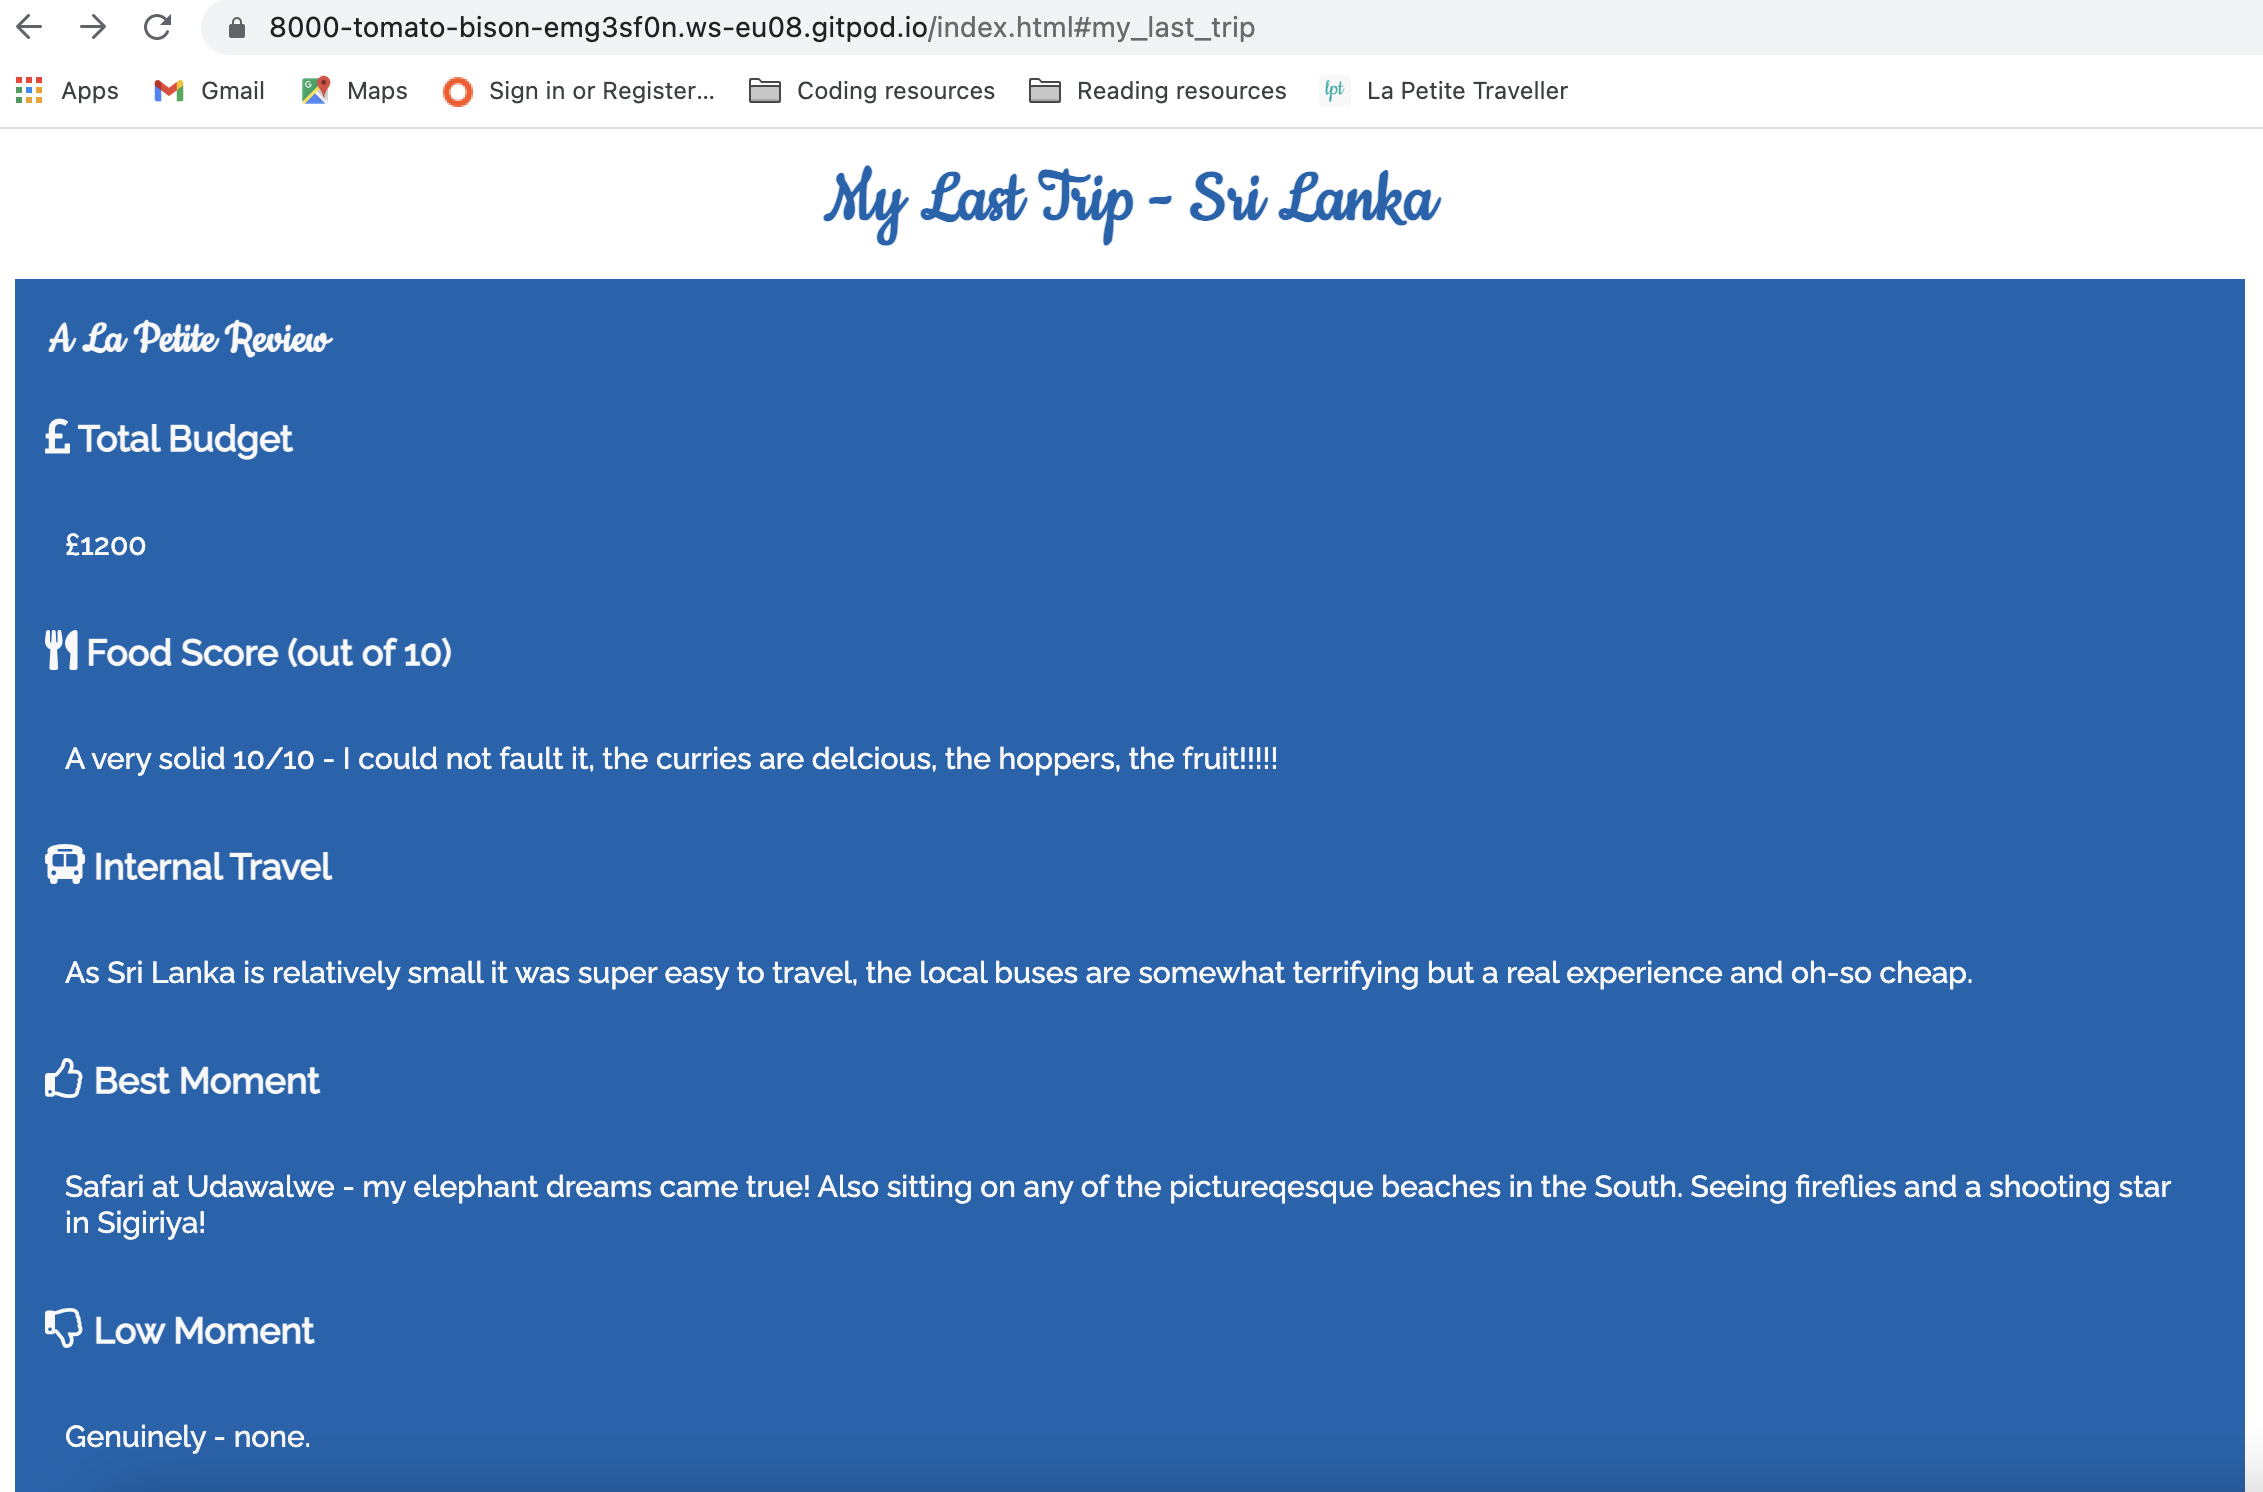 8000-tomato-bison-emg3sf0n.ws-eu08.gitpod.io/index.html#my_last_trip
Apps Gmail Maps Sign in or Register... Coding resources Reading resources lpt La Petite Traveller
My Last Trip - Sri Lanka
A La Petite Review
£ Total Budget
£1200
Food Score (out of 10)
A very solid 10/10 - I could not fault it, the curries are delcious, the hoppers, the fruit!!!!!
Internal Travel
As Sri Lanka is relatively small it was super easy to travel, the local buses are somewhat terrifying but a real experience and oh-so cheap.
Best Moment
Safari at Udawalwe - my elephant dreams came true! Also sitting on any of the pictureqesque beaches in the South. Seeing fireflies and a shooting star
in Sigiriya!
Low Moment
Genuinely - none.